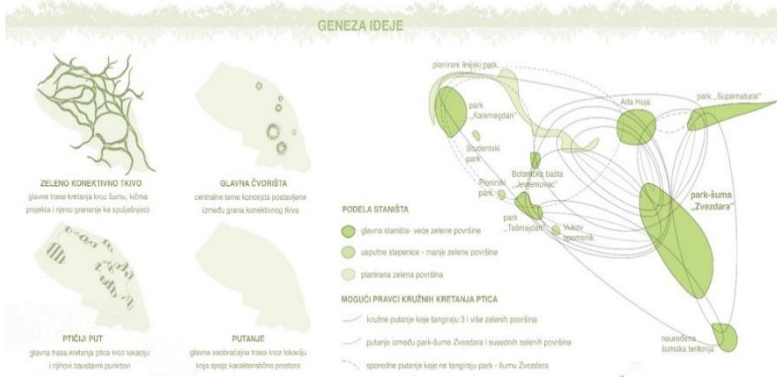 GENEZA IDEJE
ZELENO KONEKTIVNO TKIVO
glavne trase kretanja kroz šumu, kičma
projekta i njeno grananje ka spoljašnjosti
GLAVNA ČVORIŠTA
centralne teme koncepta postavljene
između grana konektivnog tkiva
PTIČIJI PUT
glavna trasa kretanja ptica kroz lokaciju
i njihovi zaustavni punktovi
PUTANJE
glavne saobraćajne trase kroz lokaciju
koja spaja karakteristične prostore
planirani linijski park
park
„Kalemegdan"
Studentski
park
Pionirski
park
Botanička bašta
„Jevremovac"
park
„Tašmajdan"
Vukov
spomenik
Ada Huja
park „Supernatural"
park-šuma
„Zvezdara"
neuređena
šumska teritorija
PODELA STANIŠTA
glavna staništa- veće zelene površine
usputne stepenice - manje zelene površine
planirana zelena površina
MOGUĆI PRAVCI KRUŽNIH KRETANJA PTICA
kružne putanje koje tangiraju 3 i više zelenih površina
putanje između park-šume Zvezdara i susednih zelenih površina
sporedne putanje koje ne tangiraju park - šumu Zvezdara